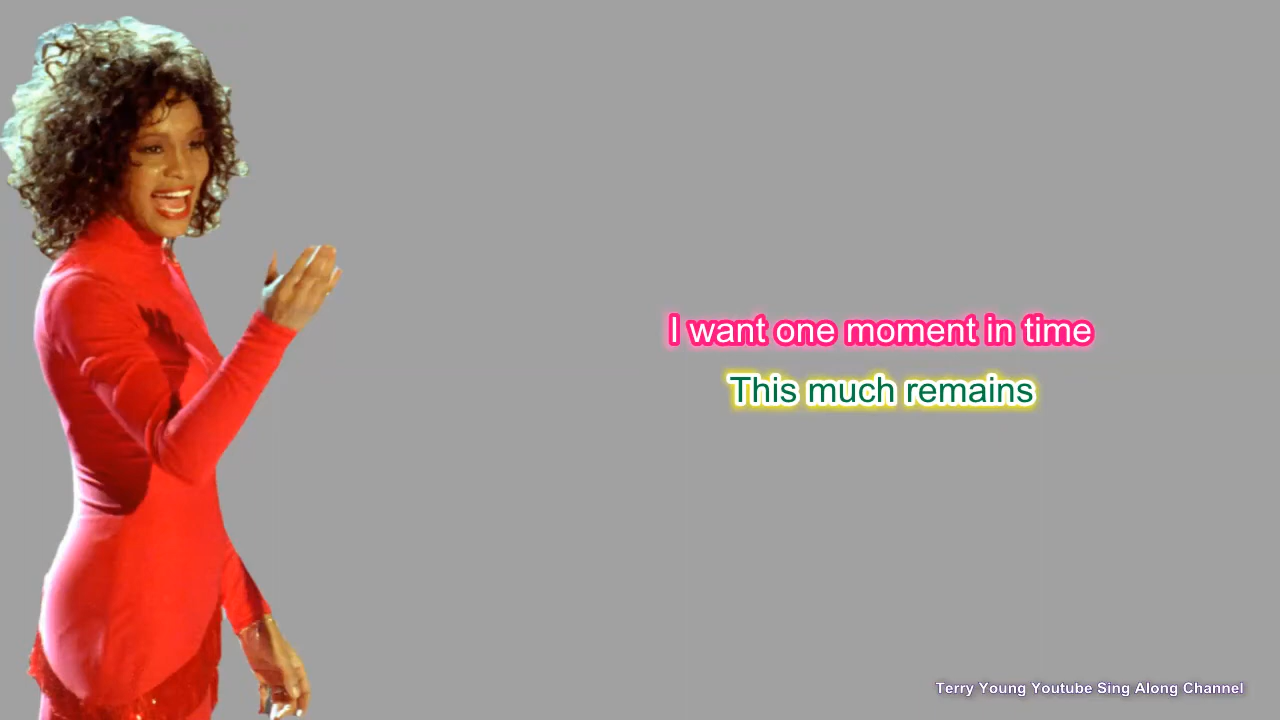 I want one moment in time
This much remains
Terry Young Youtube Sing Along Channel